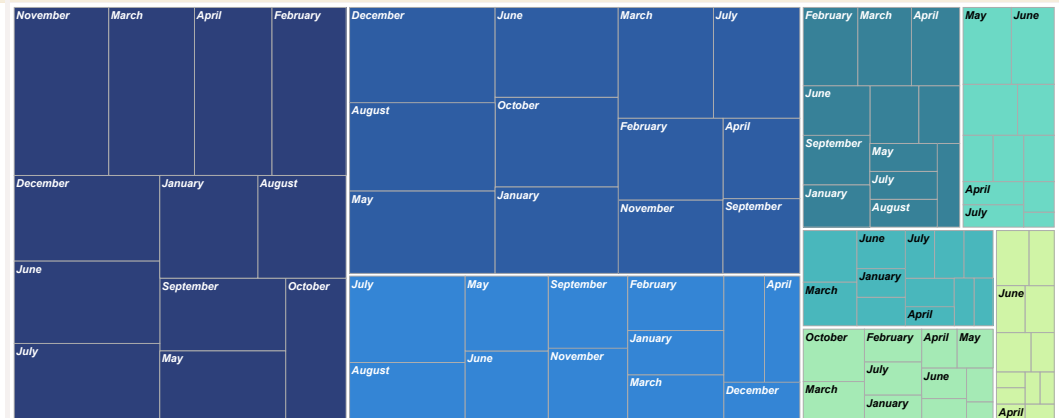 November March April February
December January August
June
September October
July
May
December June March July
August October
February April
May January
November September
July May September February April
January
August June November
March December
February March April
June
September May
July
January August
May June
April
July
June July
January
March
April
October February April May
July June
March January
June
April